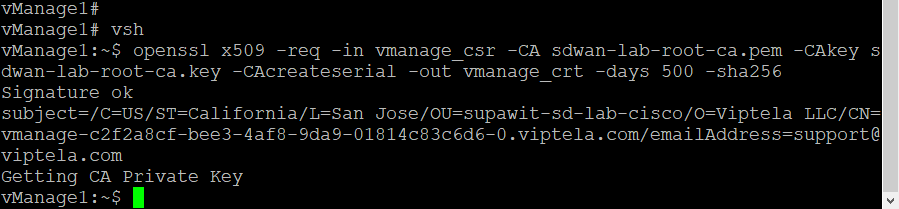 vManage1#
vManage1# vsh
vManage1:~$ openssl x509 -req -in vmanage_csr -CA sdwan-lab-root-ca.pem -CAkey s
dwan-lab-root-ca.key -CAcreateserial -out vmanage_crt -days 500 -sha256
Signature ok
subject=/C=US/ST=California/L=San Jose/OU=supawit-sd-lab-cisco/O=Viptela LLC/CN=
vmanage-c2f2a8cf-bee3-4af8-9da9-01814c83c6d6-0.viptela.com/emailAddress=support@
viptela.com
Getting CA Private Key
vManage1:~$